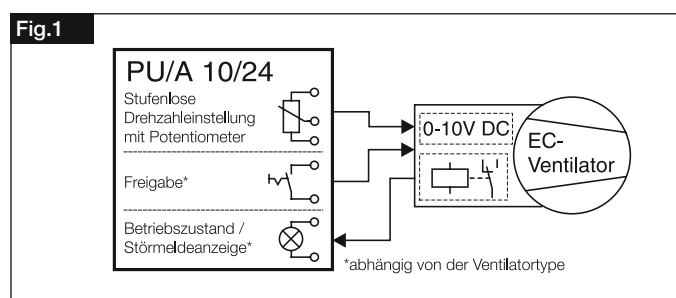 Fig.1
PU/A 10/24
Stufenlose
Drehzahleinstellung
mit Potentiometer
Freigabe*
Betriebszustand /
Störmeldeanzeige*
0-10V DC
EC-
Ventilator
*abhängig von der Ventilatortype